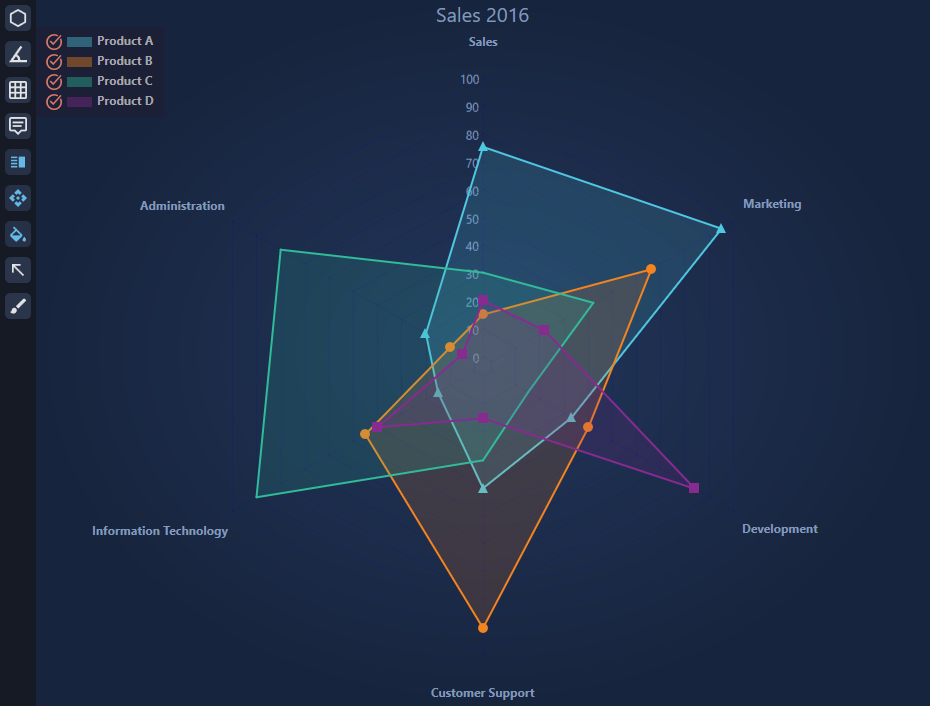 Sales 2016
Sales
Product A
Product B
Product C
Product D
100
90
80
70
60
50
40
30
20
10
0
Administration
Marketing
Information Technology
Development
Customer Support